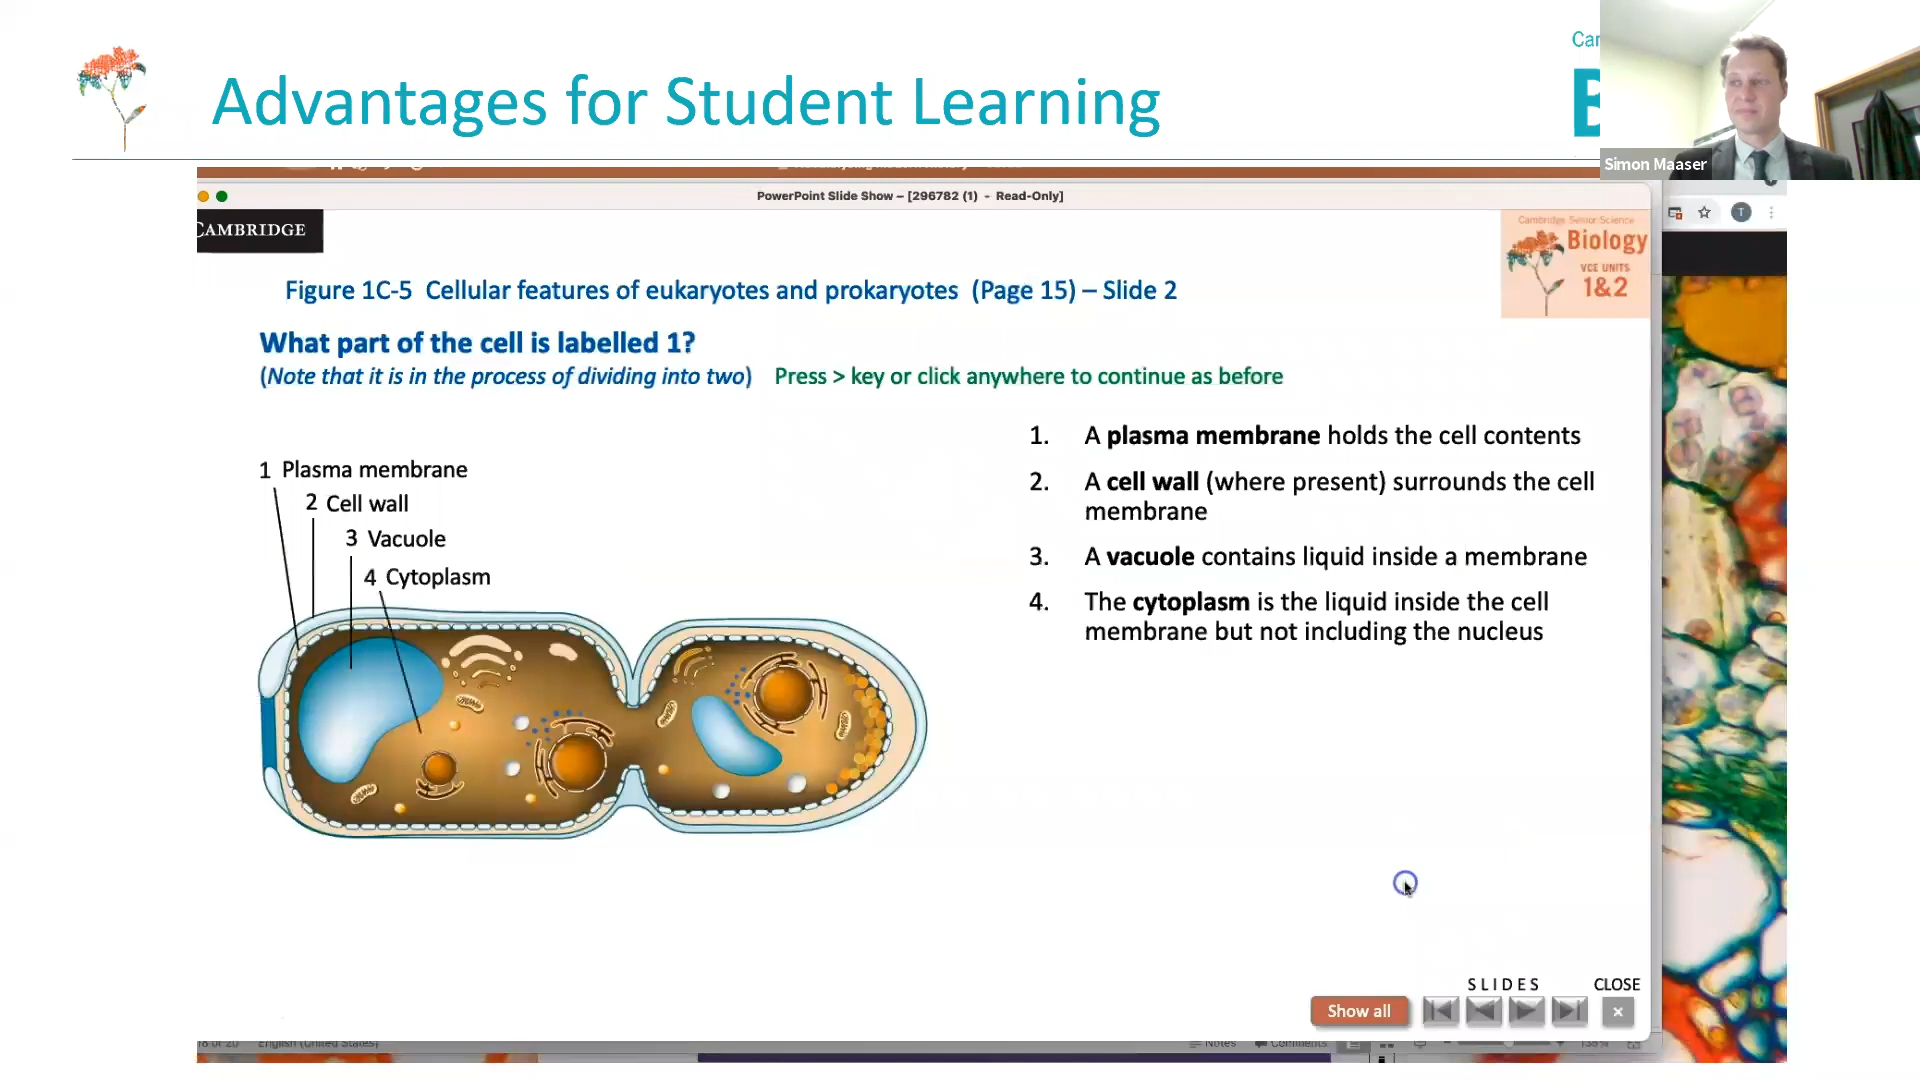 Advantages for Student Learning
Simon Maaser
PowerPoint Slide Show – [296782 (1) - Read-Only]
CAMBRIDGE
Cambridge Senior Science
Biology
VCE UNITS
1&2
T
Figure 1C-5 Cellular features of eukaryotes and prokaryotes (Page 15) – Slide 2
What part of the cell is labelled 1?
(Note that it is in the process of dividing into two) Press > key or click anywhere to continue as before
1 Plasma membrane
2 Cell wall
3 Vacuole
4 Cytoplasm
1. A plasma membrane holds the cell contents
2. A cell wall (where present) surrounds the cell
membrane
3. A vacuole contains liquid inside a membrane
4. The cytoplasm is the liquid inside the cell
membrane but not including the nucleus
SLIDES
CLOSE
Show all
English (United States)
Notes
Comments